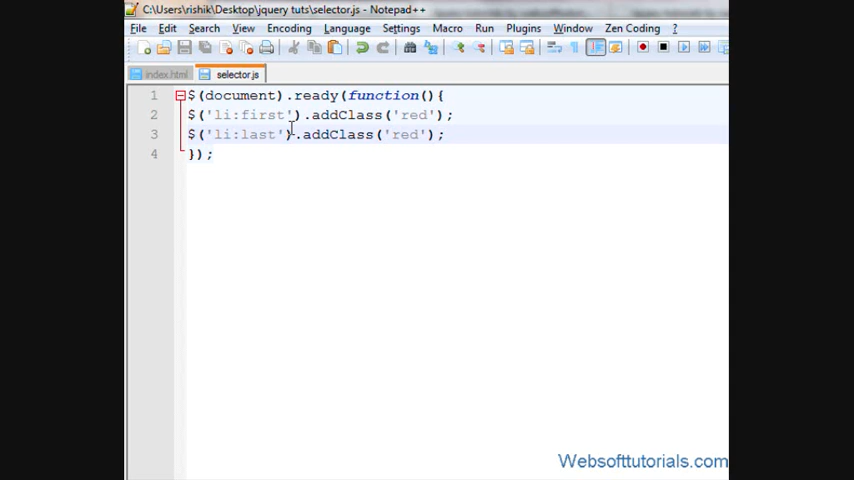 C:\Users\rishik\Desktop\jquery tuts\selector.js - Notepad++
File Edit Search View Encoding Language Settings Macro Run Plugins Window Zen Coding ?
index.html selector.js
1 $(document).ready(function(){
2 $('li:first').addClass('red');
3 $('li:last').addClass('red');
4 });
Websofttutorials.com